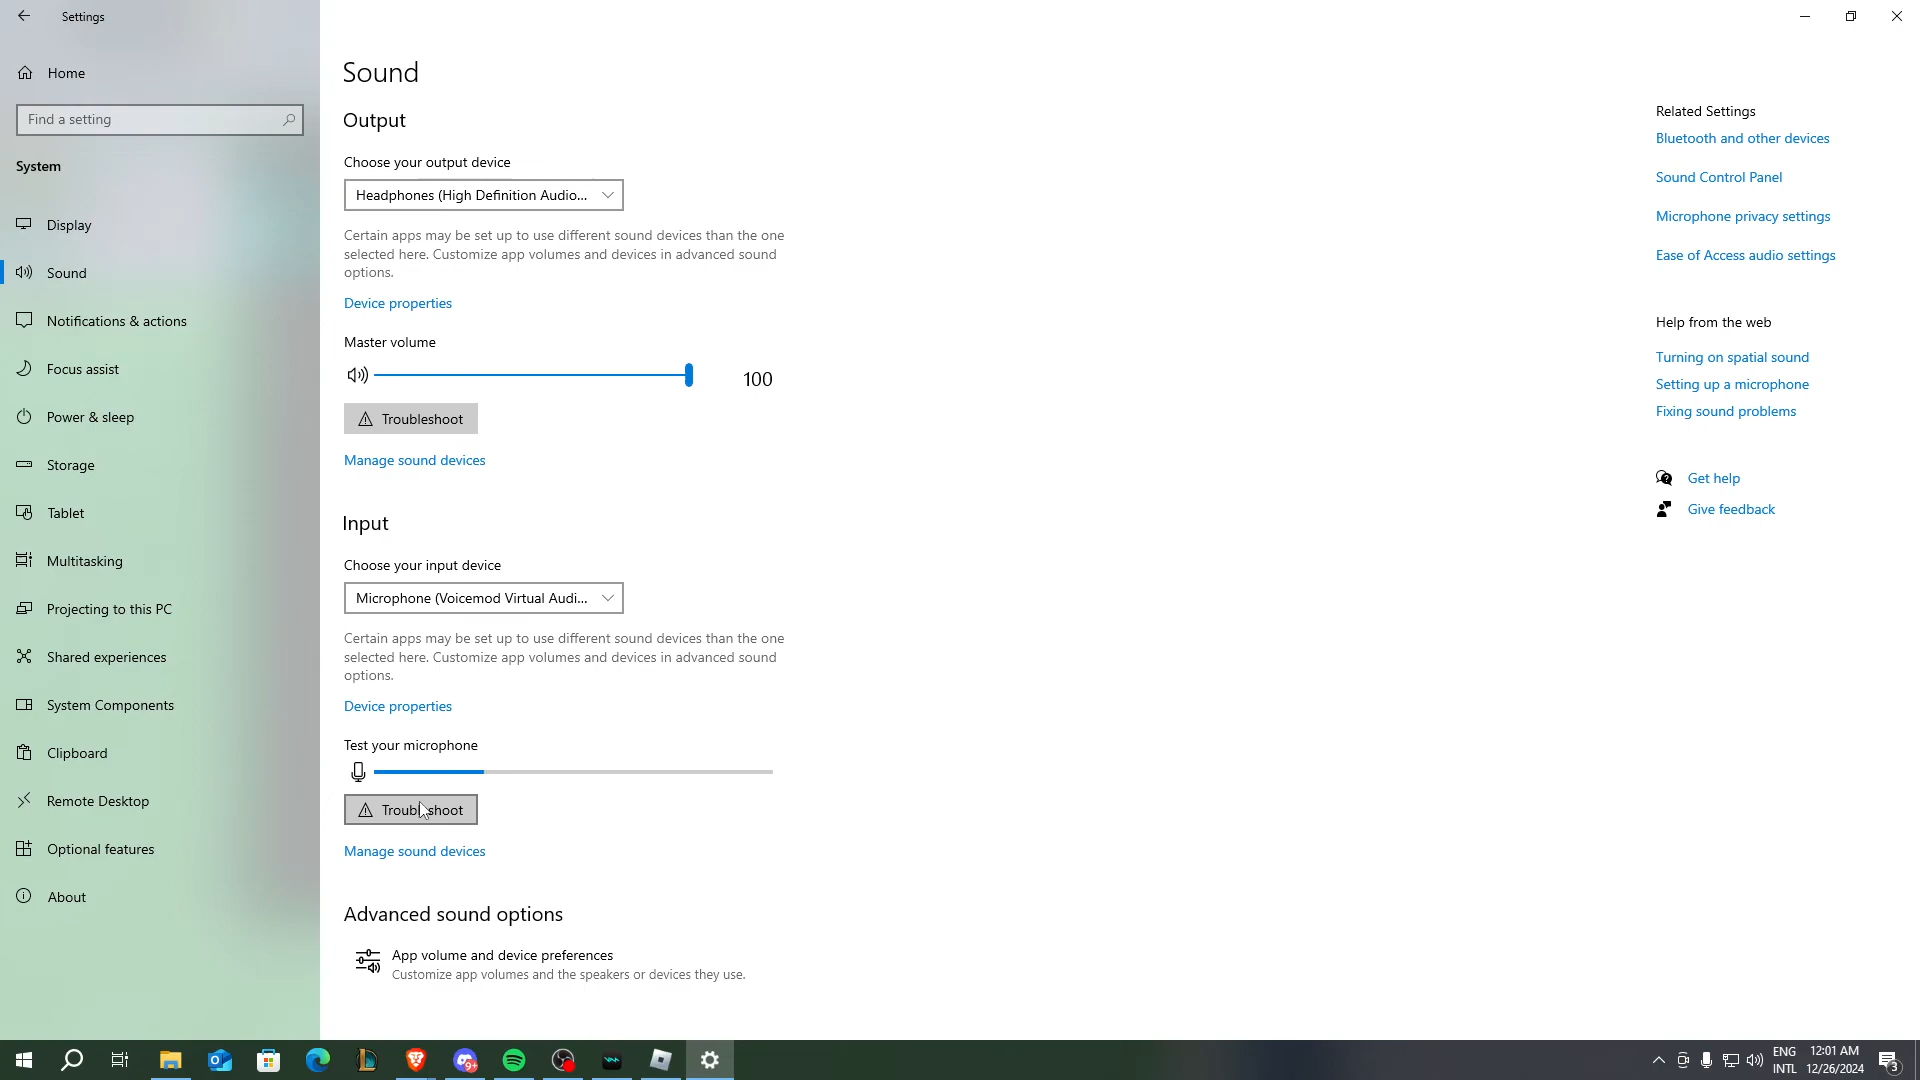 Settings
Home
Find a setting
System
Display
Sound
Notifications & actions
Focus assist
Power & sleep
Storage
Tablet
Multitasking
Projecting to this PC
Shared experiences
System Components
Clipboard
Remote Desktop
Optional features
About
Sound
Output
Choose your output device
Headphones (High Definition Audio...
Certain apps may be set up to use different sound devices than the one
selected here. Customize app volumes and devices in advanced sound
options.
Device properties
Master volume
100
Troubleshoot
Manage sound devices
Input
Choose your input device
Microphone (Voicemod Virtual Audi...
Certain apps may be set up to use different sound devices than the one
selected here. Customize app volumes and devices in advanced sound
options.
Device properties
Test your microphone
Troubleshoot
Manage sound devices
Advanced sound options
App volume and device preferences
Customize app volumes and the speakers or devices they use.
Related Settings
Bluetooth and other devices
Sound Control Panel
Microphone privacy settings
Ease of Access audio settings
Help from the web
Turning on spatial sound
Setting up a microphone
Fixing sound problems
Get help
Give feedback
9+
ENG
INTL
12:01 AM
12/26/2024
3